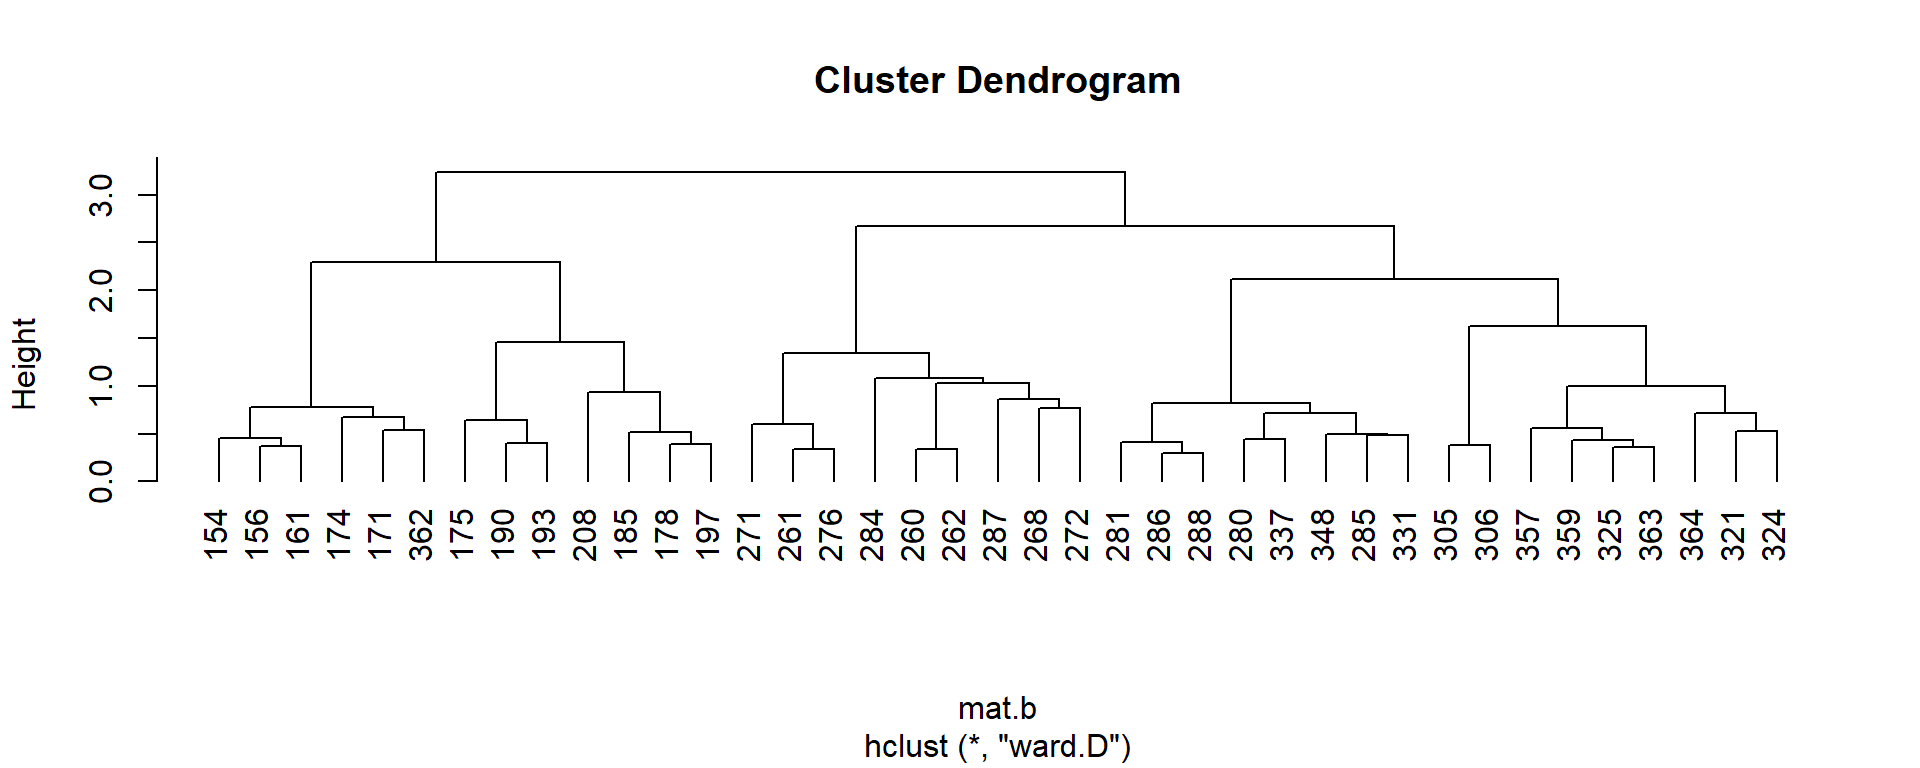 Cluster Dendrogram
Height
3.0
2.0
1.0
0.0
154 156 161 174 171 362 175 190 193 208 185 178 197 271 261 276 284 260 262 287 268 272 281 286 288 280 337 348 285 331 305 306 357 359 325 363 364 321 324
mat.b
hclust (*, "ward.D")